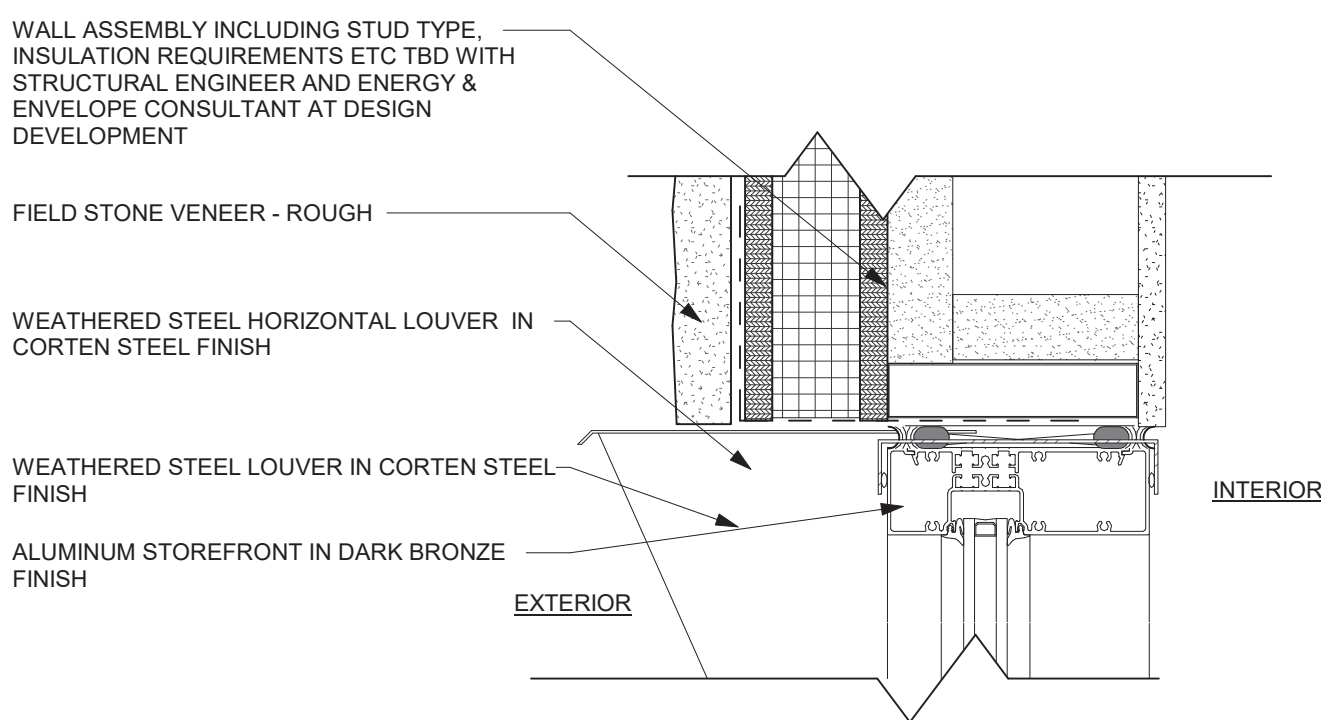 WALL ASSEMBLY INCLUDING STUD TYPE,
INSULATION REQUIREMENTS ETC TBD WITH
STRUCTURAL ENGINEER AND ENERGY &
ENVELOPE CONSULTANT AT DESIGN
DEVELOPMENT
FIELD STONE VENEER - ROUGH
WEATHERED STEEL HORIZONTAL LOUVER IN
CORTEN STEEL FINISH
WEATHERED STEEL LOUVER IN CORTEN STEEL
FINISH
ALUMINUM STOREFRONT IN DARK BRONZE
FINISH
EXTERIOR
INTERIOR